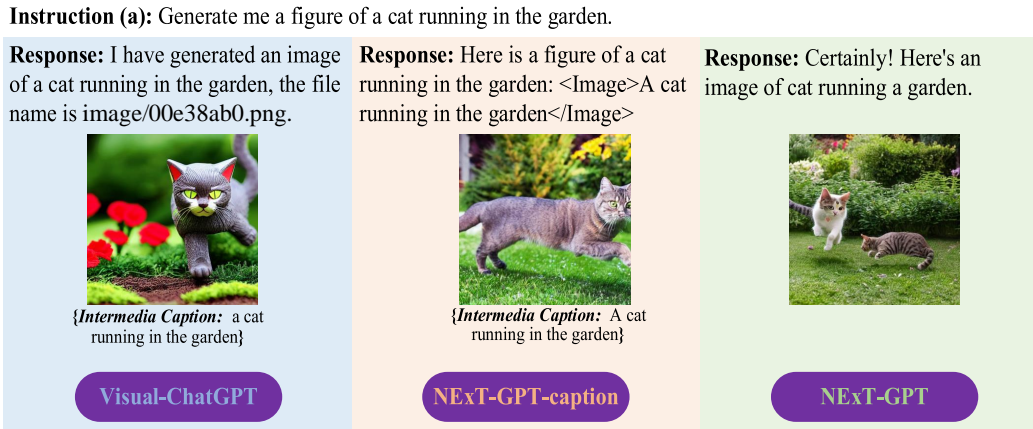 Instruction (a): Generate me a figure of a cat running in the garden.
Response: I have generated an image
of a cat running in the garden, the file
name is image/00e38ab0.png.
{Intermedia Caption: a cat
running in the garden}
Visual-ChatGPT
Response: Here is a figure of a cat
running in the garden: <Image>A cat
running in the garden</Image>
{Intermedia Caption: A cat
running in the garden}
NExT-GPT-caption
Response: Certainly! Here's an
image of cat running a garden.
NExT-GPT